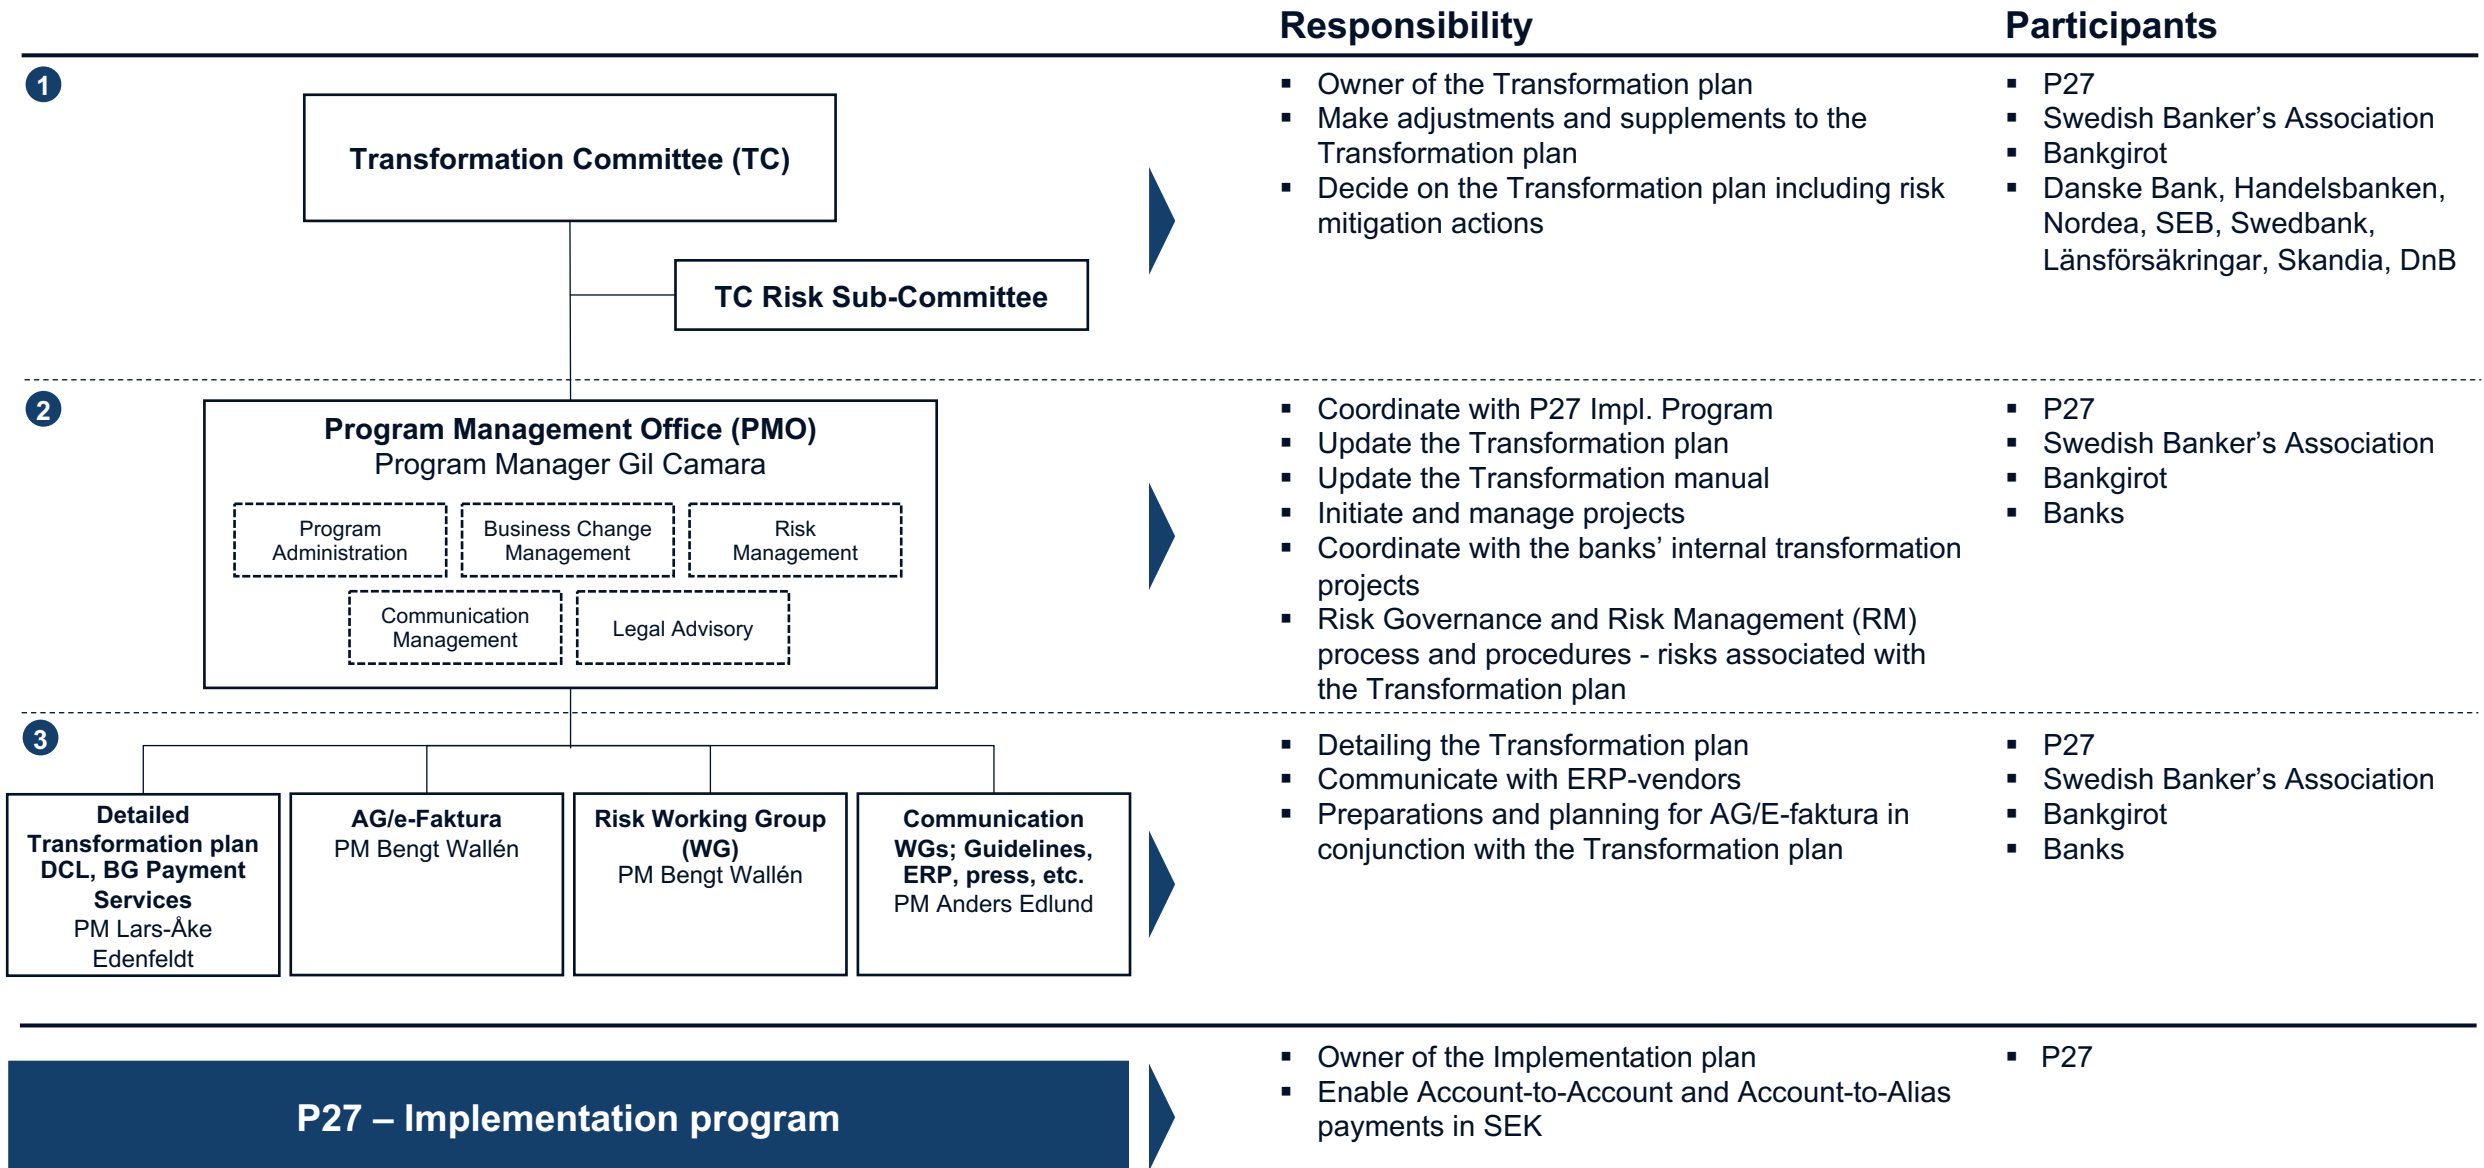 Responsibility
Participants
1
Transformation Committee (TC)
TC Risk Sub-Committee
▪ Owner of the Transformation plan
▪ Make adjustments and supplements to the
Transformation plan
▪ Decide on the Transformation plan including risk
mitigation actions
▪ P27
▪ Swedish Banker’s Association
▪ Bankgirot
▪ Danske Bank, Handelsbanken,
Nordea, SEB, Swedbank,
Länsförsäkringar, Skandia, DnB
2
Program Management Office (PMO)
Program Manager Gil Camara
Program
Administration
Business Change
Management
Risk
Management
Communication
Management
Legal Advisory
▪ Coordinate with P27 Impl. Program
▪ Update the Transformation plan
▪ Update the Transformation manual
▪ Initiate and manage projects
▪ Coordinate with the banks’ internal transformation
projects
▪ Risk Governance and Risk Management (RM)
process and procedures - risks associated with
the Transformation plan
▪ P27
▪ Swedish Banker’s Association
▪ Bankgirot
▪ Banks
3
Detailed
Transformation plan
DCL, BG Payment
Services
PM Lars-Åke
Edenfeldt
AG/e-Faktura
PM Bengt Wallén
Risk Working Group
(WG)
PM Bengt Wallén
Communication
WGs; Guidelines,
ERP, press, etc.
PM Anders Edlund
▪ Detailing the Transformation plan
▪ Communicate with ERP-vendors
▪ Preparations and planning for AG/E-faktura in
conjunction with the Transformation plan
▪ P27
▪ Swedish Banker’s Association
▪ Bankgirot
▪ Banks
P27 – Implementation program
▪ Owner of the Implementation plan
▪ Enable Account-to-Account and Account-to-Alias
payments in SEK
▪ P27